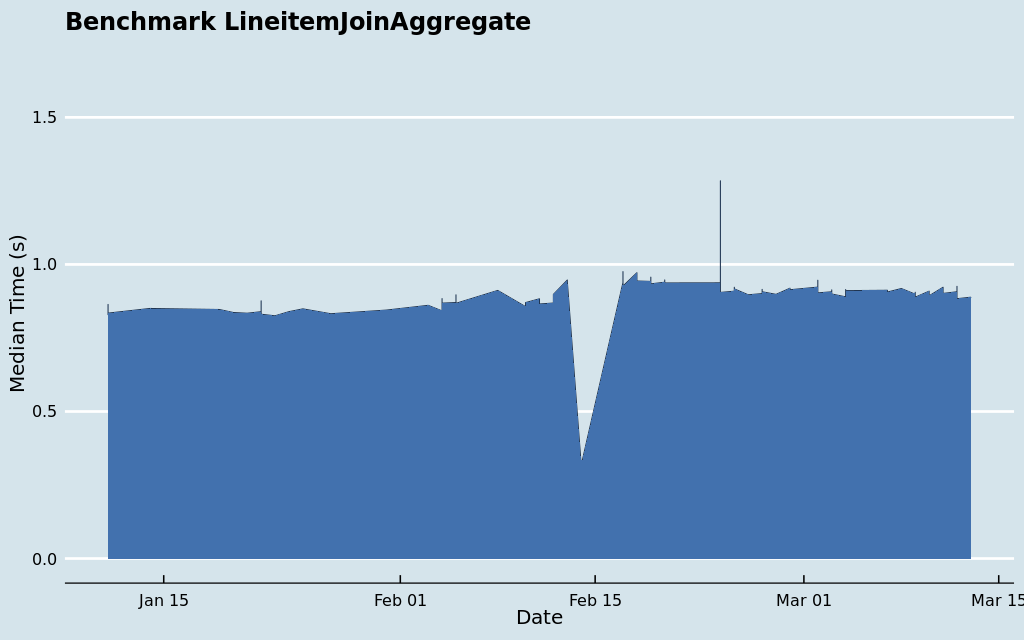 Benchmark LineitemJoinAggregate
Median Time (s)
1.5
1.0
0.5
0.0
Jan 15
Feb 01
Feb 15
Mar 01
Mar 15
Date